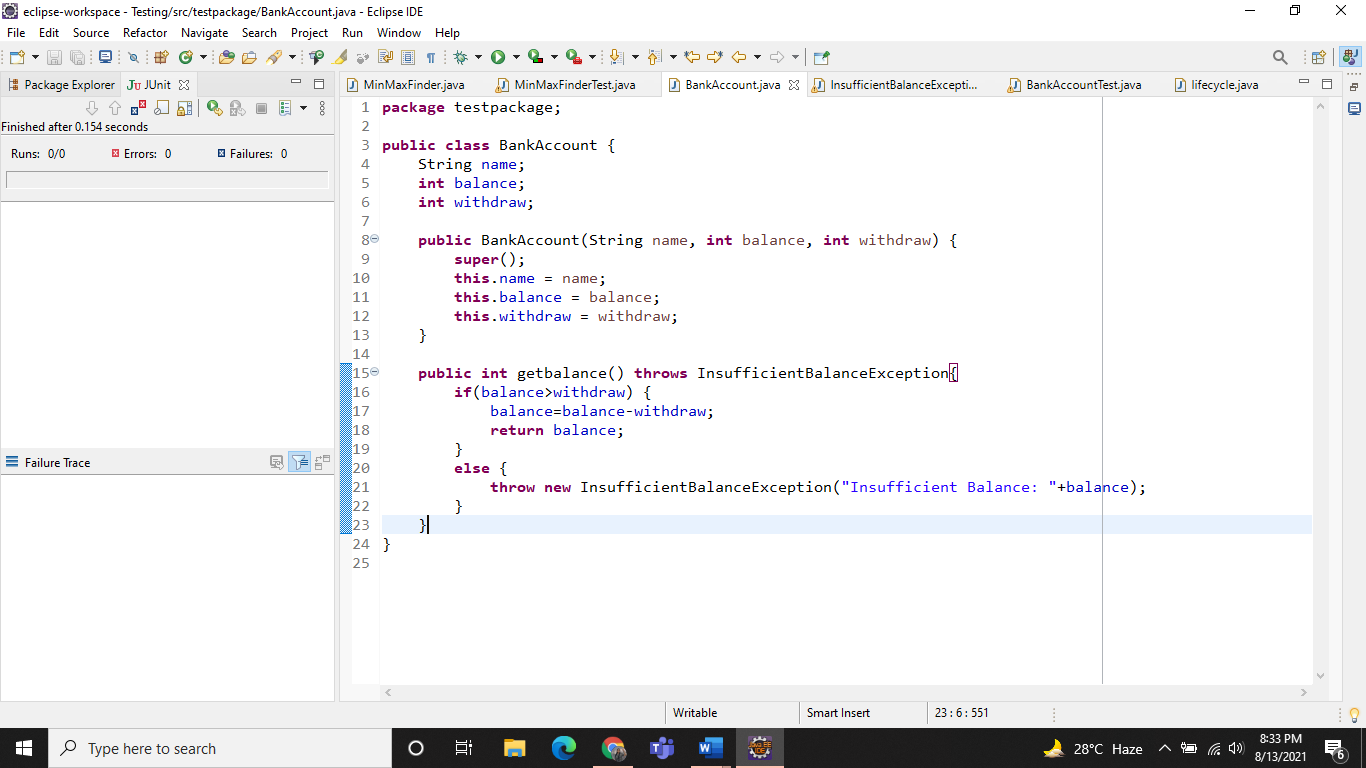 eclipse-workspace - Testing/src/testpackage/BankAccount.java - Eclipse IDE
File Edit Source Refactor Navigate Search Project Run Window Help
Package Explorer JUnit
MinMaxFinder.java MinMaxFinderTest.java BankAccount.java InsufficientBalanceExcepti... BankAccountTest.java lifecycle.java
Finished after 0.154 seconds
Runs: 0/0 Errors: 0 Failures: 0
Failure Trace
1 package testpackage;
2
3 public class BankAccount {
4 String name;
5 int balance;
6 int withdraw;
7
8 public BankAccount(String name, int balance, int withdraw) {
9 super();
10 this.name = name;
11 this.balance = balance;
12 this.withdraw = withdraw;
13 }
14
15 public int getbalance() throws InsufficientBalanceException{
16 if(balance>withdraw) {
17 balance=balance-withdraw;
18 return balance;
19 }
20 else {
21 throw new InsufficientBalanceException("Insufficient Balance: "+balance);
22 }
23 }
24 }
25
Writable Smart Insert 23 : 6 : 551
Type here to search
28°C Haze
8:33 PM
8/13/2021
6